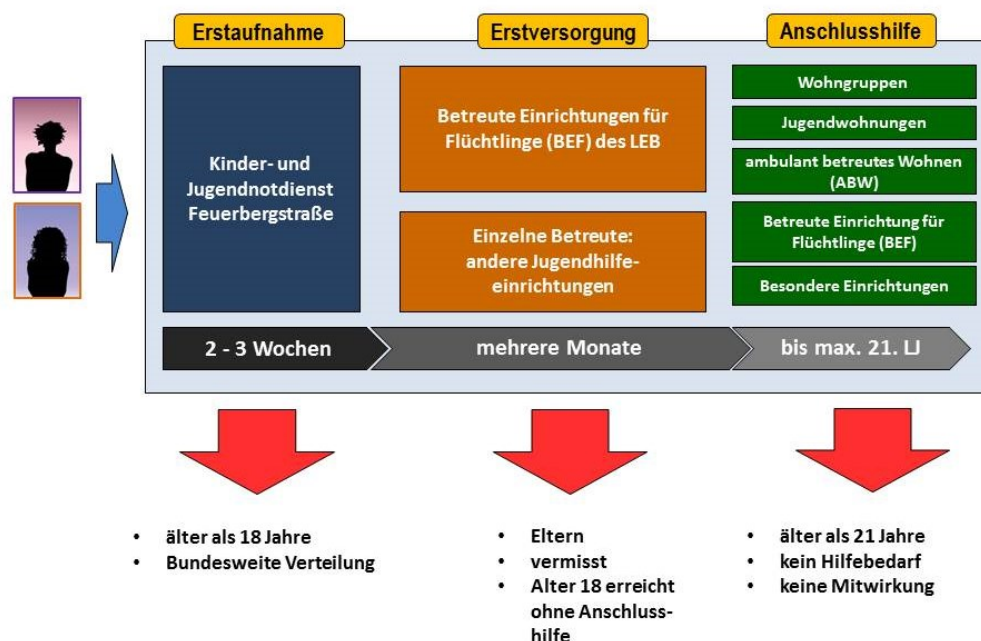 Erstaufnahme
Kinder- und
Jugendnotdienst
Feuerbergstraße
2 - 3 Wochen
Erstversorgung
Betreute Einrichtungen für
Flüchtlinge (BEF) des LEB
Einzelne Betreute:
andere Jugendhilfe-
einrichtungen
mehrere Monate
Anschlusshilfe
Wohngruppen
Jugendwohnungen
ambulant betreutes Wohnen
(ABW)
Betreute Einrichtung für
Flüchtlinge (BEF)
Besondere Einrichtungen
bis max. 21. LJ
• älter als 18 Jahre
• Bundesweite Verteilung
• Eltern
• vermisst
• Alter 18 erreicht
ohne Anschluss-
hilfe
• älter als 21 Jahre
• kein Hilfebedarf
• keine Mitwirkung